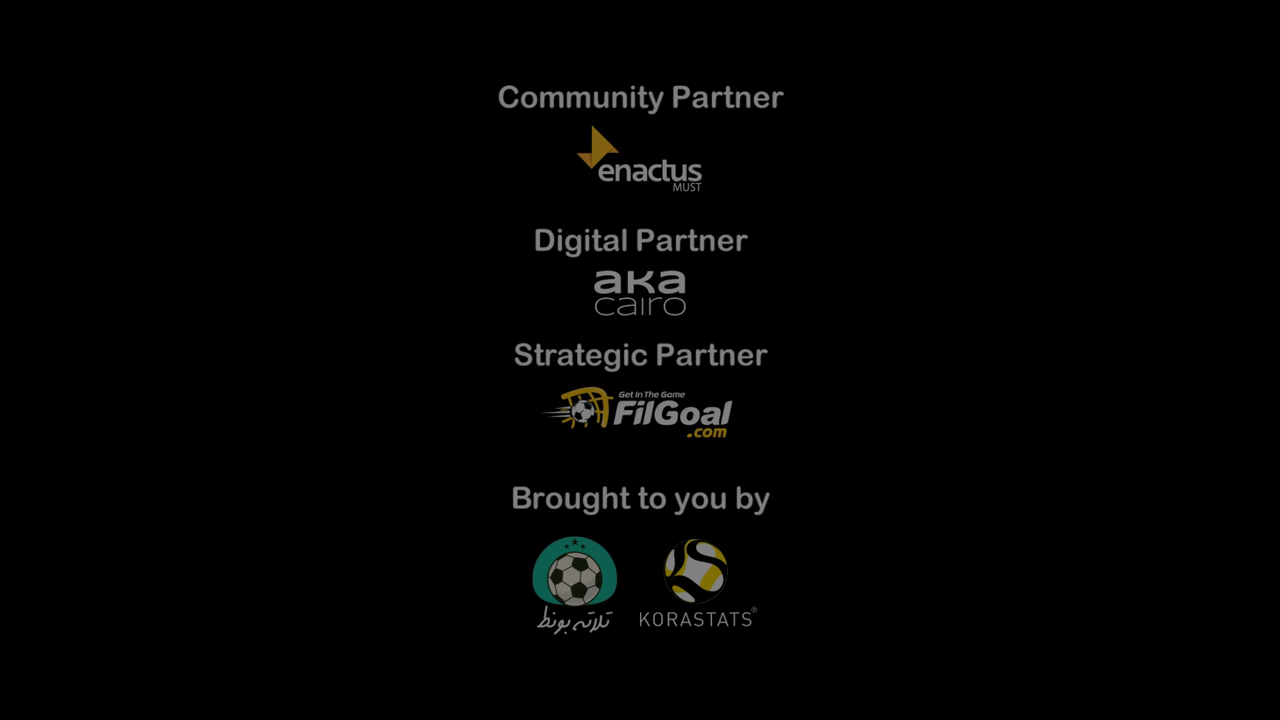 Community Partner
enactus
MUST
Digital Partner
aka
cairo
Strategic Partner
Get In The Game
FilGoal
.com
Brought to you by
تلاته بونط
KORASTATS®